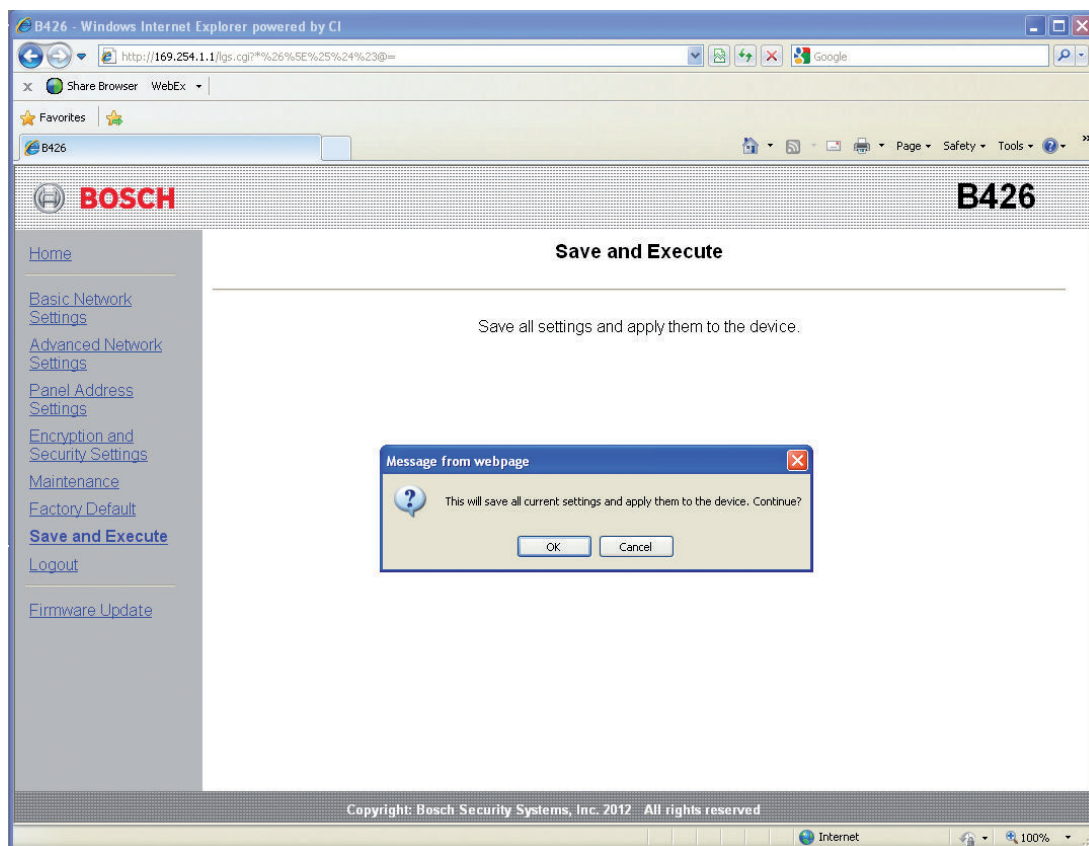 B426 - Windows Internet Explorer powered by CI
http://169.254.1.1/lgs.cgi?*%26%5E%25%24%23@=
Google
x Share Browser WebEx
Favorites
B426
Page Safety Tools
BOSCH
B426
Home
Basic Network
Settings
Advanced Network
Settings
Panel Address
Settings
Encryption and
Security Settings
Maintenance
Factory Default
Save and Execute
Logout
Firmware Update
Save and Execute
Save all settings and apply them to the device.
Message from webpage
This will save all current settings and apply them to the device. Continue?
OK Cancel
Copyright: Bosch Security Systems, Inc. 2012 All rights reserved
Internet 100%